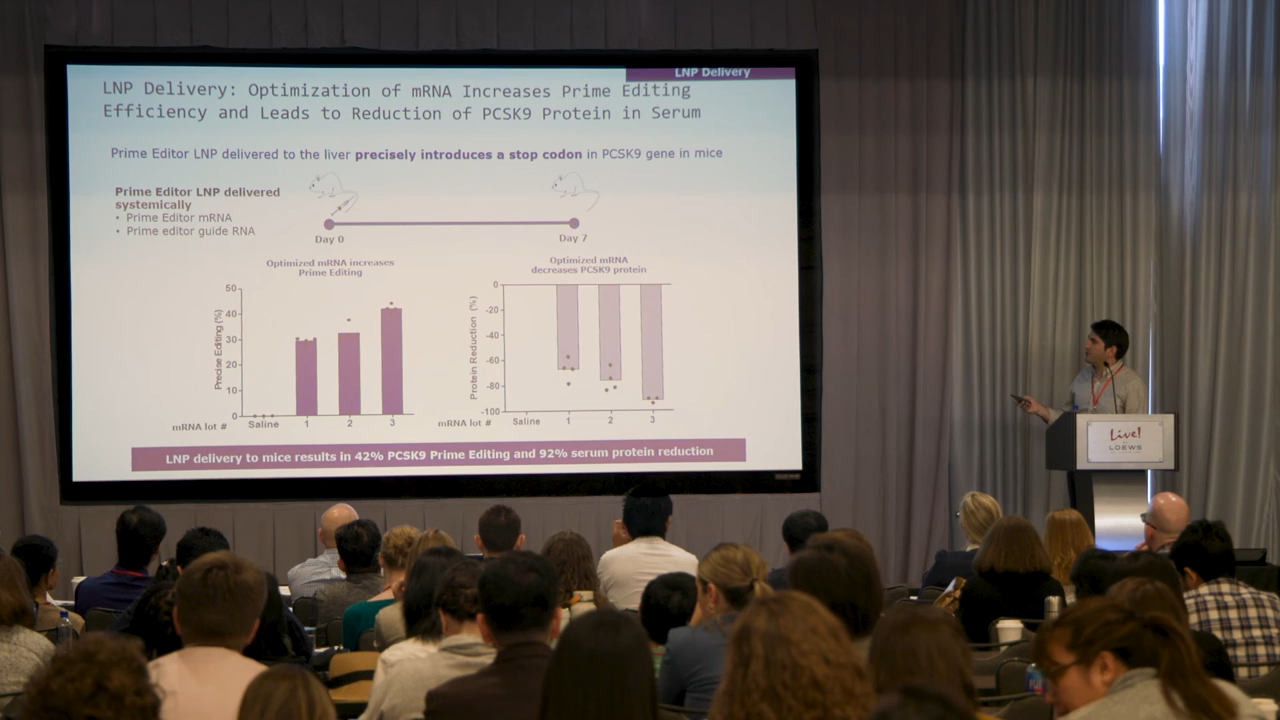 LNP Delivery
LNP Delivery: Optimization of mRNA Increases Prime Editing
Efficiency and Leads to Reduction of PCSK9 Protein in Serum
Prime Editor LNP delivered to the liver precisely introduces a stop codon in PCSK9 gene in mice
Prime Editor LNP delivered
systemically
• Prime Editor mRNA
• Prime editor guide RNA
Day 0
Day 7
Optimized mRNA increases
Prime Editing
Precise Editing (%)
50
40
30
20
10
0
mRNA lot #
Saline
1
2
3
Optimized mRNA
decreases PCSK9 protein
Protein Reduction (%)
0
-20
-40
-60
-80
-100
mRNA lot #
Saline
1
2
3
LNP delivery to mice results in 42% PCSK9 Prime Editing and 92% serum protein reduction
Live!
LOEWS